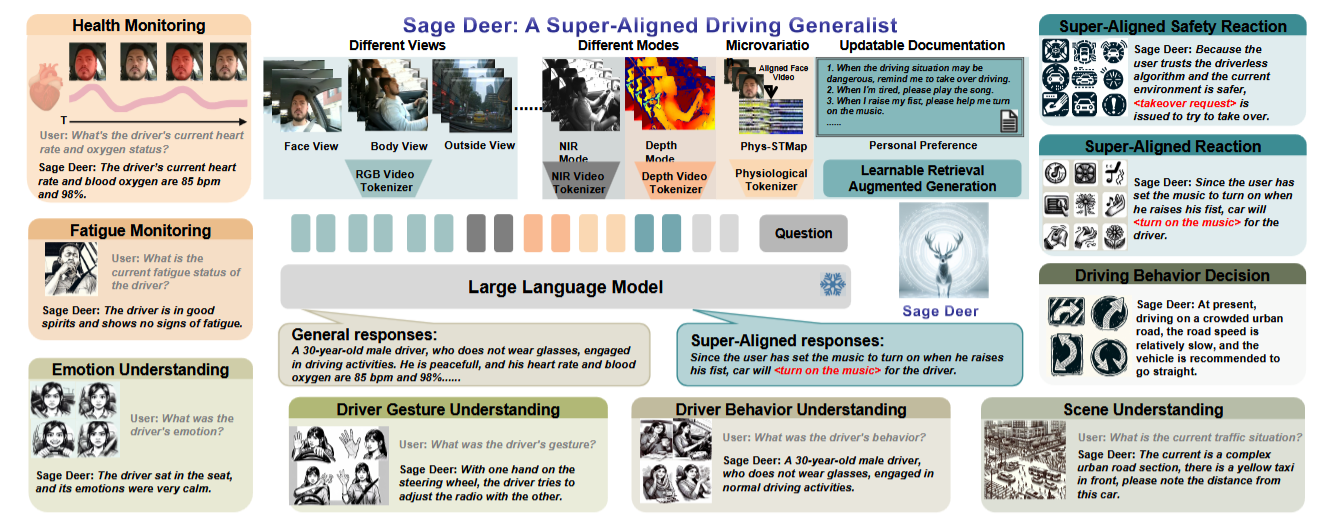 Sage Deer: A Super-Aligned Driving Generalist
Health Monitoring
T
User: What's the driver's current heart
rate and oxygen status?
Sage Deer: The driver's current heart
rate and blood oxygen are 85 bpm
and 98%.
Fatigue Monitoring
User: What is the
current fatigue status of
the driver?
Sage Deer: The driver is in good
spirits and shows no signs of fatigue.
Emotion Understanding
User: What was the
driver's emotion?
Sage Deer: The driver sat in the seat,
and its emotions were very calm.
Different Views
Face View
Body View
Outside View
RGB Video
Tokenizer
......
Different Modes
NIR
Mode
Depth
Mode
NIR Video
Tokenizer
Depth Video
Tokenizer
Microvariatio
Aligned Face
Video
Phys-STMap
Physiological
Tokenizer
Updatable Documentation
1. When the driving situation may be
dangerous, remind me to take over driving.
2. When I'm tired, please play the song.
3. When I raise my fist, please help me turn
on the music.
......
Personal Preference
Learnable Retrieval
Augmented Generation
Question
Large Language Model
Sage Deer
General responses:
A 30-year-old male driver, who does not wear glasses, engaged
in driving activities. He is peacefull, and his heart rate and blood
oxygen are 85 bpm and 98%......
Super-Aligned responses:
Since the user has set the music to turn on when he raises
his fist, car will <turn on the music> for the driver.
Driver Gesture Understanding
User: What was the driver's gesture?
Sage Deer: With one hand on the
steering wheel, the driver tries to
adjust the radio with the other.
Driver Behavior Understanding
User: What was the driver's behavior?
Sage Deer: A 30-year-old male driver,
who does not wear glasses, engaged in
normal driving activities.
Super-Aligned Safety Reaction
Sage Deer: Because the
user trusts the driverless
algorithm and the current
environment is safer,
<takeover request> is
issued to try to take over.
Super-Aligned Reaction
Sage Deer: Since the user has
set the music to turn on when
he raises his fist, car will
<turn on the music> for the
driver.
Driving Behavior Decision
Sage Deer: At present,
driving on a crowded urban
road, the road speed is
relatively slow, and the
vehicle is recommended to
go straight.
Scene Understanding
User: What is the current traffic situation?
Sage Deer: The current is a complex
urban road section, there is a yellow taxi
in front, please note the distance from
this car.